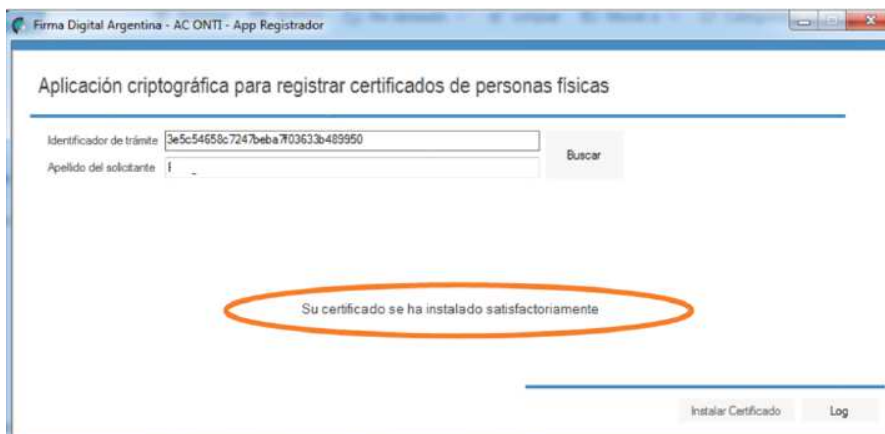 Firma Digital Argentina - AC ONTI - App Registrador
Aplicación criptográfica para registrar certificados de personas físicas
Identificador de trámite 3e5c54658c7247beba7f03633b489950
Buscar
Apellido del solicitante
Su certificado se ha instalado satisfactoriamente
Instalar Certificado Log